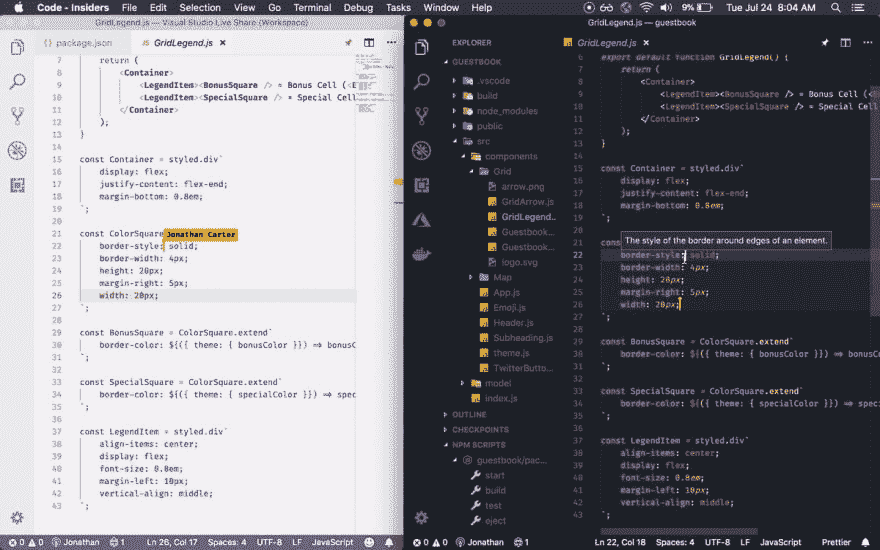 Code - Insiders File Edit Selection View Go Terminal Debug Tasks Window Help
9% Tue Jul 24 8:04 AM
GridLegend.js — Visual Studio Live Share (Workspace)
package.json
GridLegend.js
7 return (
8 <Container>
9 <LegendItem><BonusSquare /> = Bonus Cell (<E
10 <LegendItem><SpecialSquare /> = Special Cell
11 </Container>
12 );
13 }
14
15 const Container = styled.div`
16 display: flex;
17 justify-content: flex-end;
18 margin-bottom: 0.8em;
19 `;
20
21 const ColorSquare
Jonathan Carter
22 border-style: solid;
23 border-width: 4px;
24 height: 20px;
25 margin-right: 5px;
26 width: 20px;
27 `;
28
29 const BonusSquare = ColorSquare.extend`
30 border-color: ${({ theme: { bonusColor }}) => bonusC
31 `;
32
33 const SpecialSquare = ColorSquare.extend`
34 border-color: ${({ theme: { specialColor }}) => spec
35 `;
36
37 const LegendItem = styled.div`
38 align-items: center;
39 display: flex;
40 font-size: 0.8em;
41 margin-left: 10px;
42 vertical-align: middle;
43 `;
0 0 Jonathan 1 Ln 26, Col 17 Spaces: 4 UTF-8 LF JavaScript
GridLegend.js — guestbook
EXPLORER
GUESTBOOK
.vscode
build
node_modules
public
src
components
Grid
arrow.png
GridArrow.js
GridLegend...
Guestbook...
Guestbook...
logo.svg
Map
App.js
Emoji.js
Header.js
Subheading.js
theme.js
TwitterButto...
model
index.js
OUTLINE
CHECKPOINTS
NPM SCRIPTS
guestbook/pac...
start
build
test
eject
GridLegend.js
6 export default function GridLegend() {
7 return (
8 <Container>
9 <LegendItem><BonusSquare /> = Bonus Cell (<E
10 <LegendItem><SpecialSquare /> = Special Cell
11 </Container>
12 );
13 }
14
15 const Container = styled.div`
16 display: flex;
17 justify-content: flex-end;
18 margin-bottom: 0.8em;
19 `;
20
21 cons
The style of the border around edges of an element.
22 border-style: solid;
23 border-width: 4px;
24 height: 20px;
25 margin-right: 5px;
26 width: 20px;
27 `;
28
29 const BonusSquare = ColorSquare.extend`
30 border-color: ${({ theme: { bonusColor }}) => bonusC
31 `;
32
33 const SpecialSquare = ColorSquare.extend`
34 border-color: ${({ theme: { specialColor }}) => spec
35 `;
36
37 const LegendItem = styled.div`
38 align-items: center;
39 display: flex;
40 font-size: 0.8em;
41 margin-left: 10px;
42 vertical-align: middle;
43 `;
0 0 Jonathan 1 Ln 22, Col 18 Spaces: 4 UTF-8 LF JavaScript Prettier